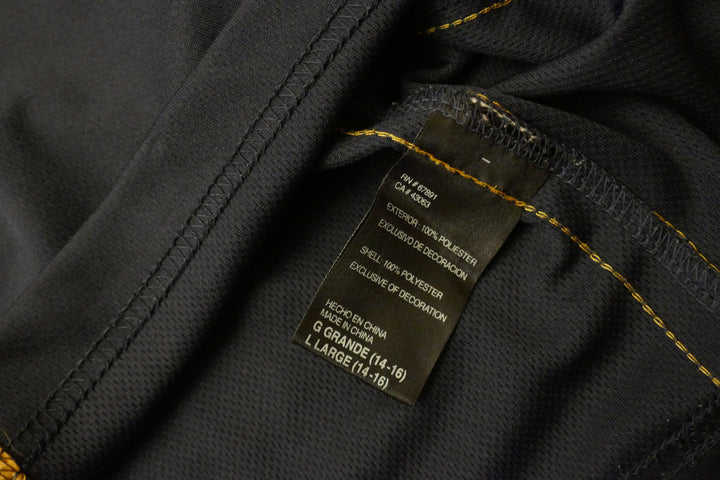 RN # 67891
CA # 43063
EXTERIOR : 100% POLIESTER
EXCLUSIVO DE DECORACION
SHELL: 100% POLYESTER
EXCLUSIVE OF DECORATION
HECHO EN CHINA
MADE IN CHINA
G GRANDE (14-16)
L LARGE (14-16)